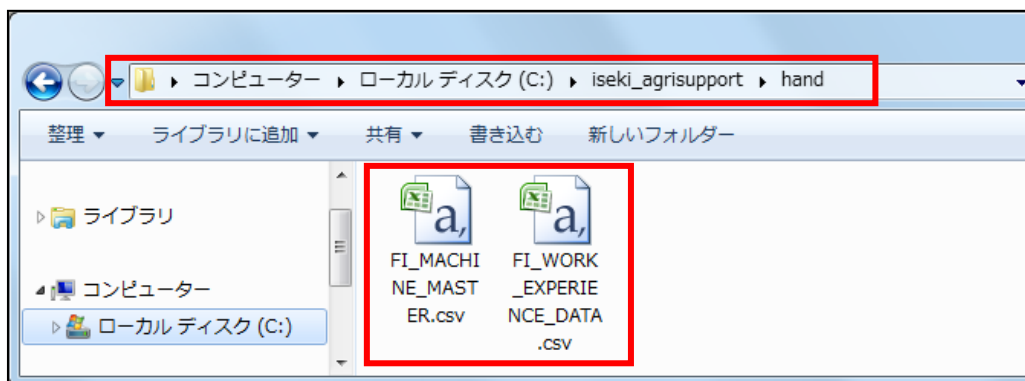 コンピューター ▸ ローカル ディスク (C:) ▸ iseki_agrisupport ▸ hand
整理 ライブラリに追加 共有 書き込む 新しいフォルダー
ライブラリ
コンピューター
ローカル ディスク (C:)
a,
FI_MACHI
NE_MAST
ER.csv
a,
FI_WORK
_EXPERIE
NCE_DATA
.csv